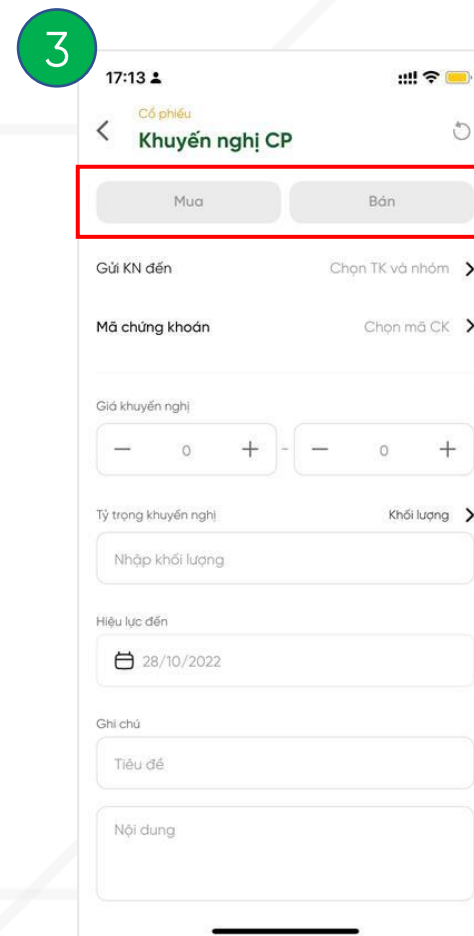 3
17:13
Cổ phiếu
Khuyến nghị CP
Mua Bán
Gửi KN đến Chọn TK và nhóm
Mã chứng khoán Chọn mã CK
Giá khuyến nghị
— 0 + - — 0 +
Tỷ trọng khuyến nghị Khối lượng
Nhập khối lượng
Hiệu lực đến
28/10/2022
Ghi chú
Tiêu đề
Nội dung